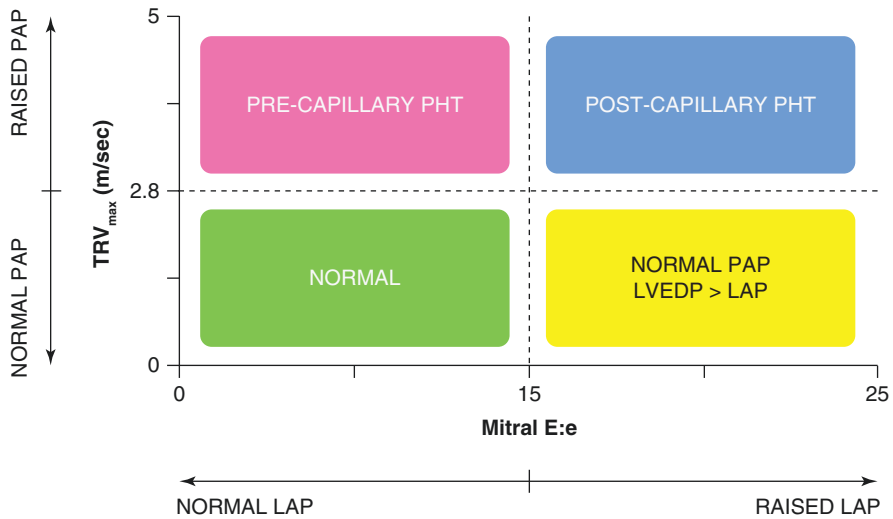 RAISED PAP
NORMAL PAP
TRVmax (m/sec)
5
2.8
0
PRE-CAPILLARY PHT
POST-CAPILLARY PHT
NORMAL
NORMAL PAP
LVEDP > LAP
0
15
25
Mitral E:e
NORMAL LAP
RAISED LAP